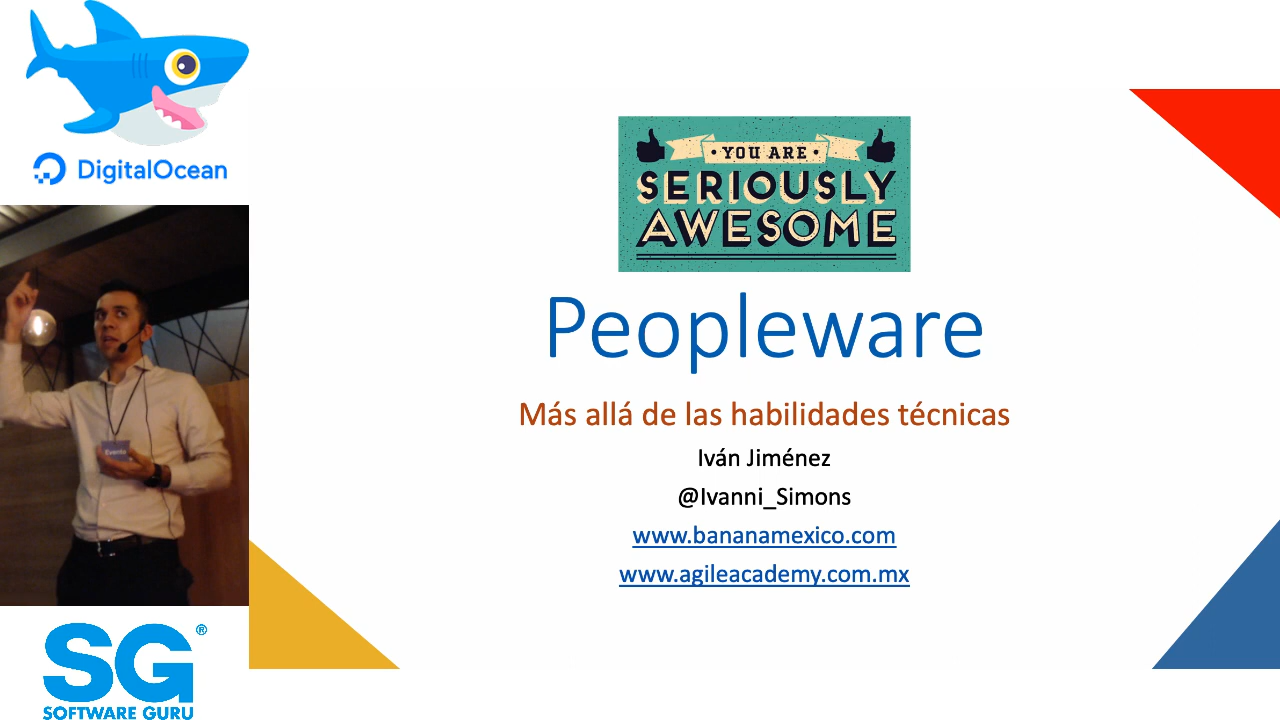 DigitalOcean
Evento
SG®
SOFTWARE GURU
YOU ARE
SERIOUSLY
AWESOME
Peopleware
Más allá de las habilidades técnicas
Iván Jiménez
@Ivanni_Simons
www.bananamexico.com
www.agileacademy.com.mx